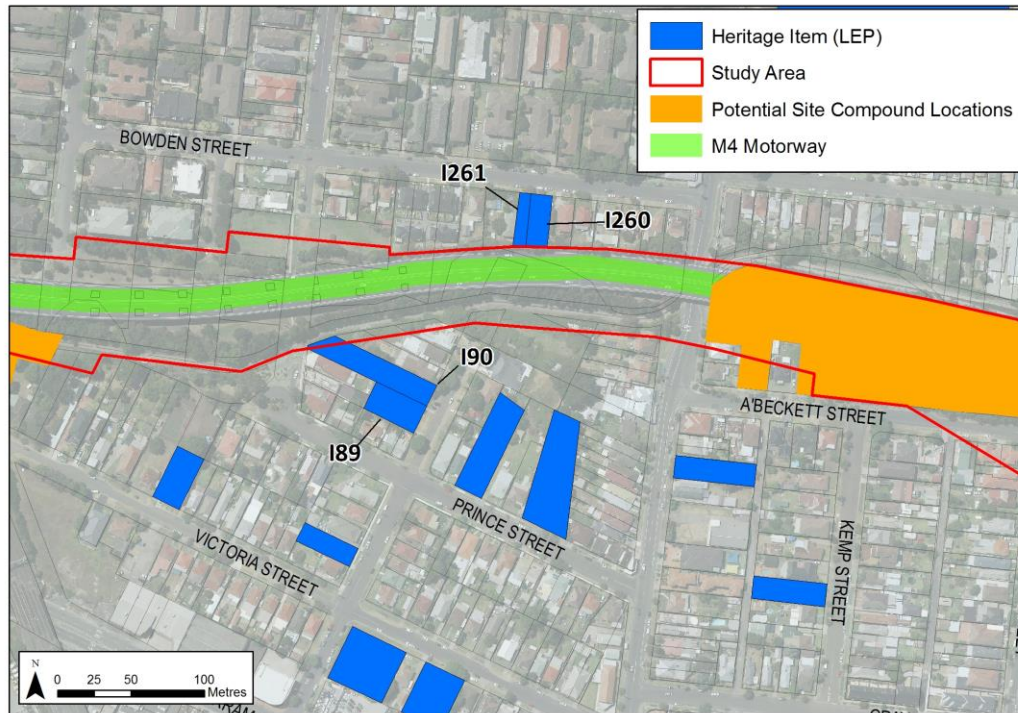 Heritage Item (LEP)
Study Area
Potential Site Compound Locations
M4 Motorway
BOWDEN STREET
I261
I260
I90
I89
A'BECKETT STREET
PRINCE STREET
VICTORIA STREET
KEMP STREET
N
0 25 50 100
Metres